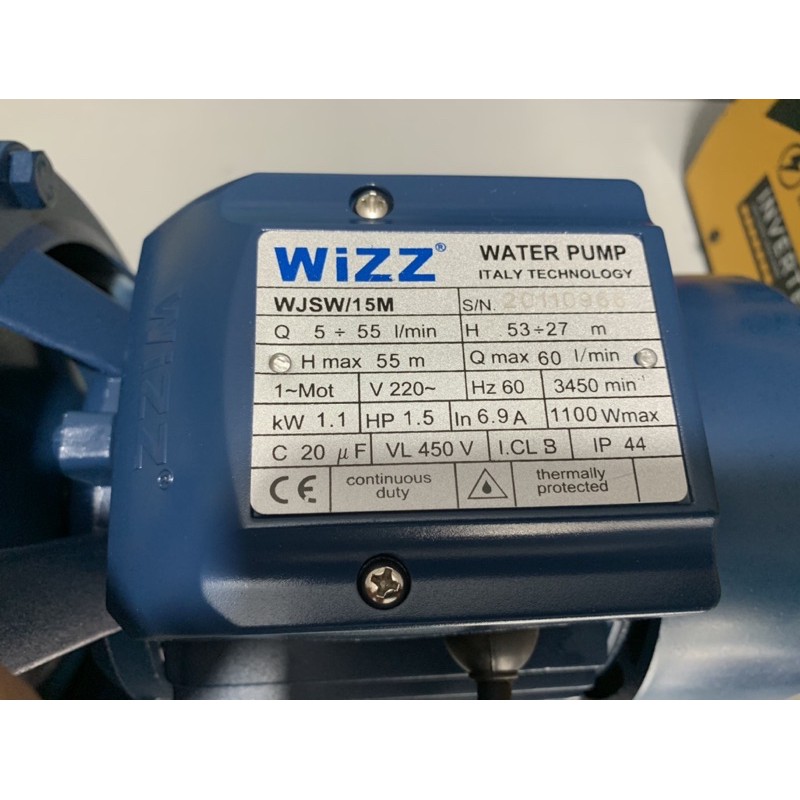 WiZZ® WATER PUMP
ITALY TECHNOLOGY
WJSW/15M S/N.
Q 5 ÷ 55 l/min H 53÷27 m
H max 55 m Q max 60 l/min
1~Mot V 220~ Hz 60 3450 min⁻¹
kW 1.1 HP 1.5 In 6.9 A 1100 Wmax
C 20 µF VL 450 V I.CL B IP 44
CE continuous duty thermally protected
WiZZ®